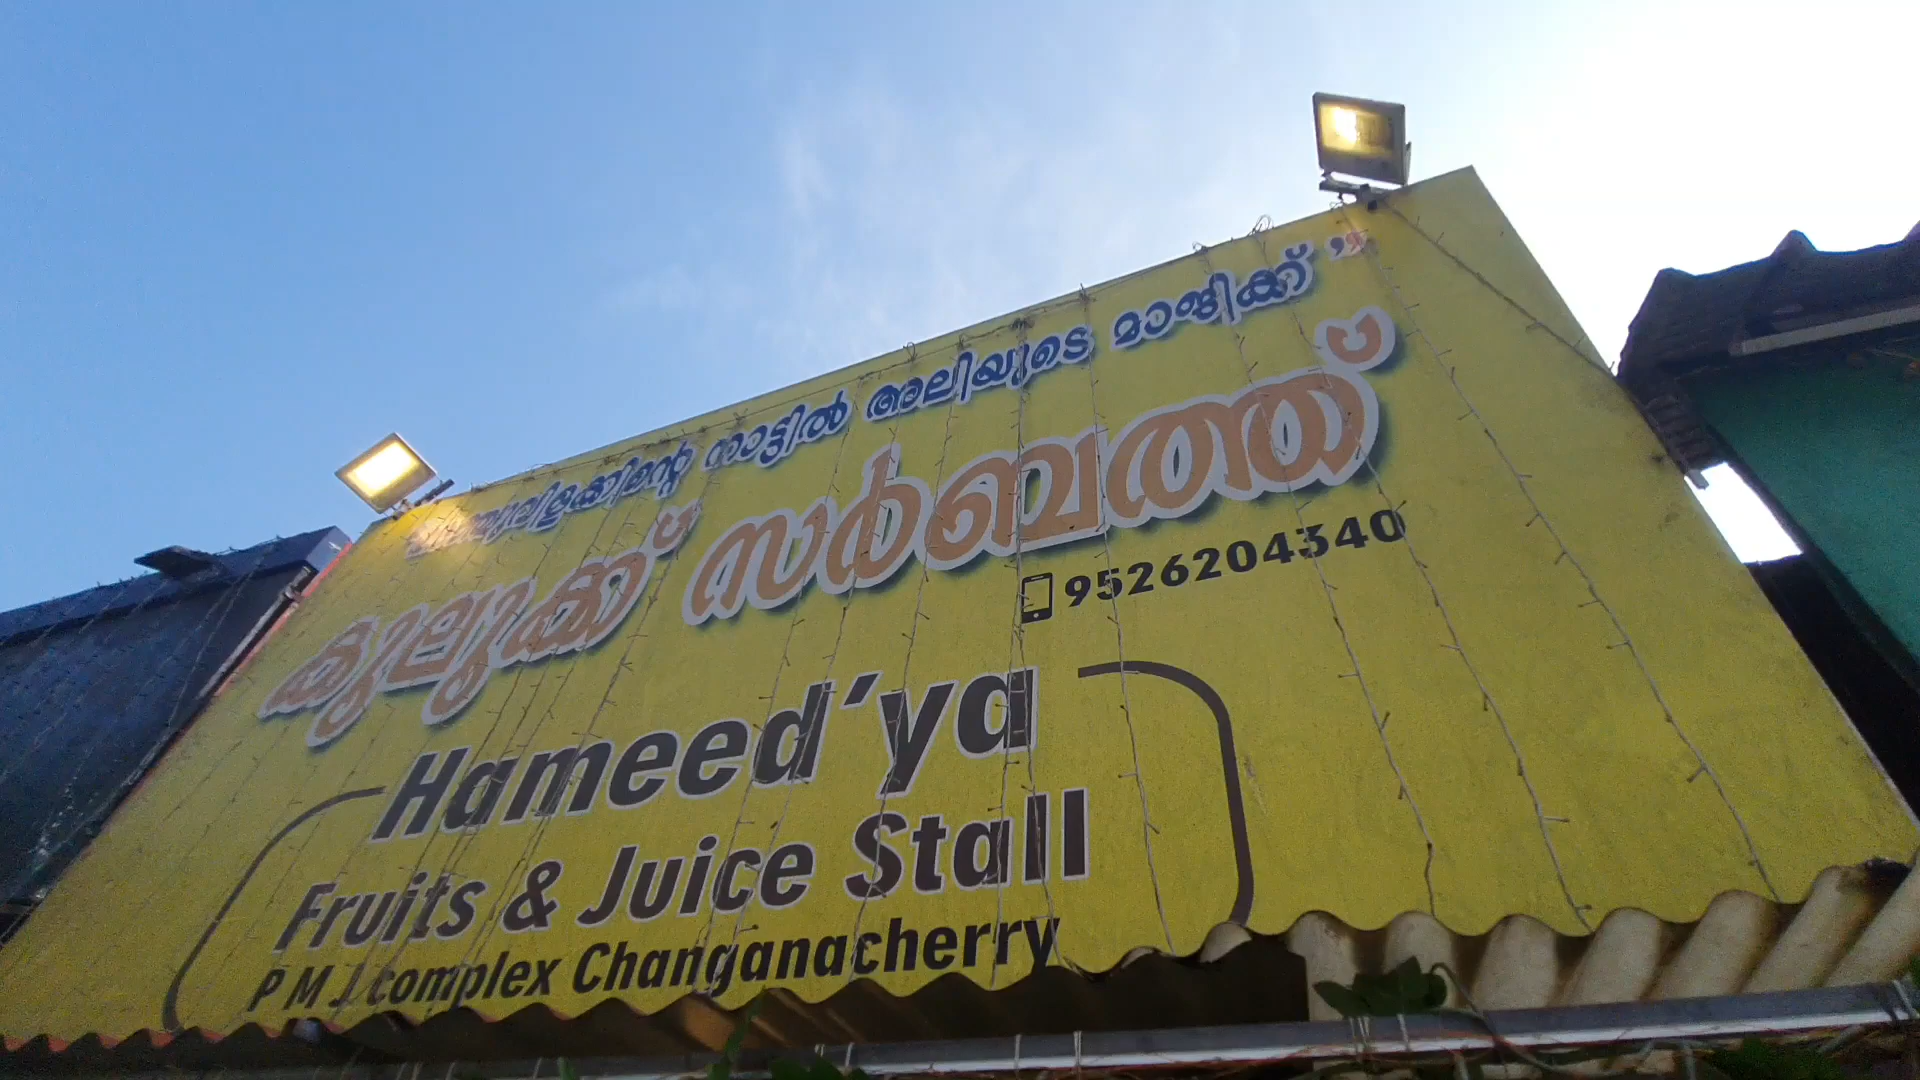 നാട്ടിൽ അലിയുടെ മാജിക്ക് "
കുലുക്ക് സർബത്ത്
9526204340
Hameed'ya
Fruits & Juice Stall
P M J complex Changanacherry